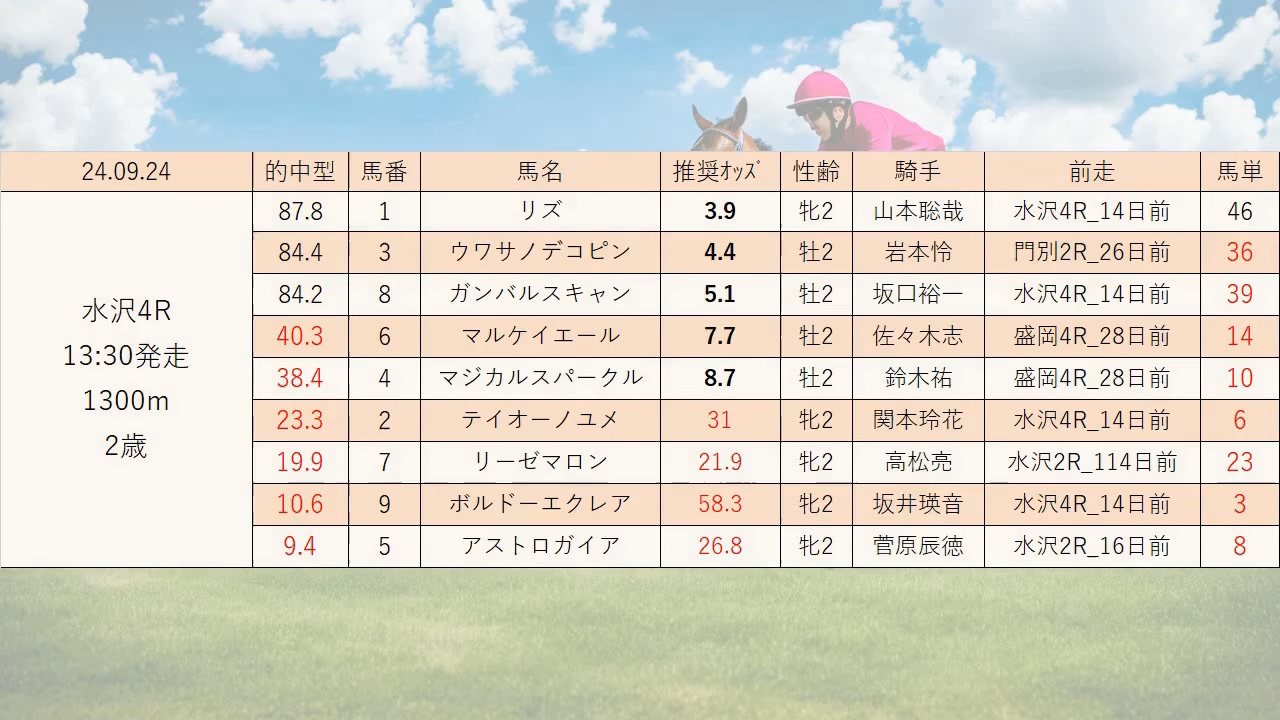 24.09.24 的中型 馬番 馬名 推奨ｵｯｽﾞ 性齢 騎手 前走 馬単
水沢4R
13:30発走
1300m
2歳
87.8 1 リズ 3.9 牝2 山本聡哉 水沢4R_14日前 46
84.4 3 ウワサノデコピン 4.4 牡2 岩本怜 門別2R_26日前 36
84.2 8 ガンバルスキャン 5.1 牡2 坂口裕一 水沢4R_14日前 39
40.3 6 マルケイエール 7.7 牡2 佐々木志 盛岡4R_28日前 14
38.4 4 マジカルスパークル 8.7 牡2 鈴木祐 盛岡4R_28日前 10
23.3 2 テイオーノユメ 31 牝2 関本玲花 水沢4R_14日前 6
19.9 7 リーゼマロン 21.9 牝2 高松亮 水沢2R_114日前 23
10.6 9 ボルドーエクレア 58.3 牝2 坂井瑛音 水沢4R_14日前 3
9.4 5 アストロガイア 26.8 牝2 菅原辰徳 水沢2R_16日前 8